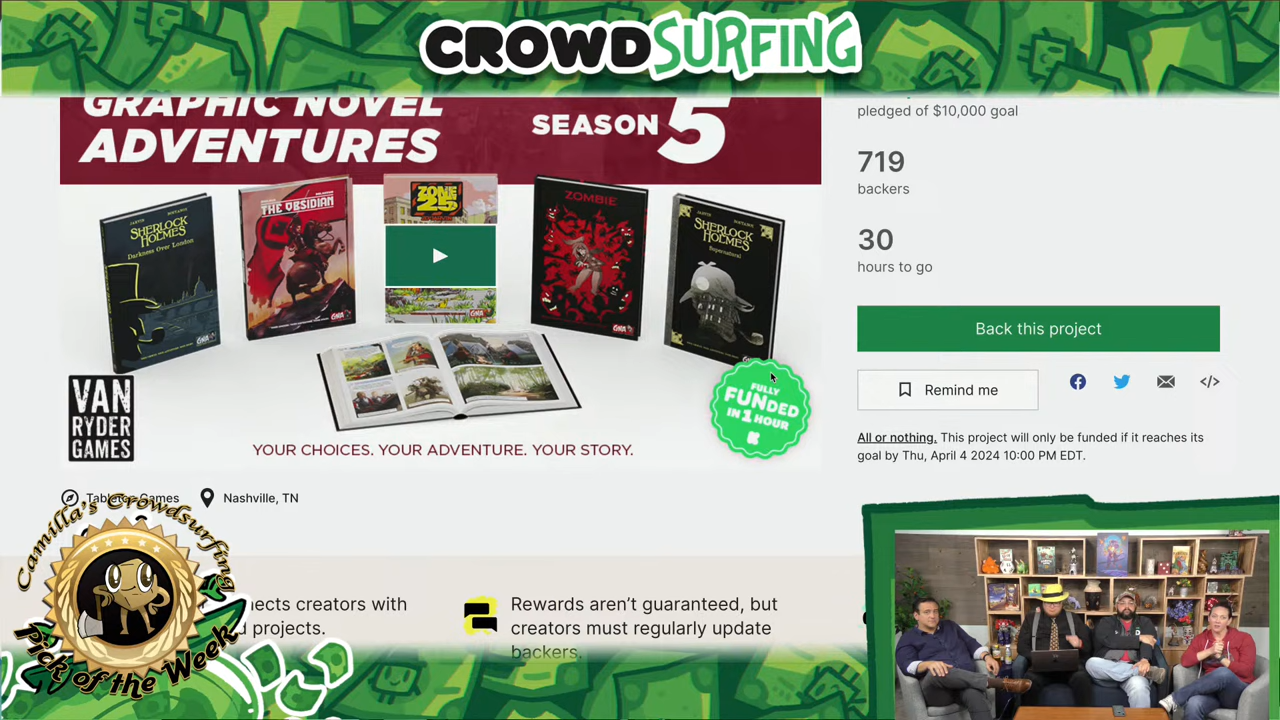 CROWDSURFING
GRAPHIC NOVEL
ADVENTURES
SEASON 5
pledged of $10,000 goal
719
backers
30
hours to go
Back this project
Remind me
All or nothing. This project will only be funded if it reaches its
goal by Thu, April 4 2024 10:00 PM EDT.
SHERLOCK
HOLMES
Darkness Over London
THE OBSIDIAN
ZONE
25
ZOMBIE
GNA
SHERLOCK
HOLMES
Supernatural
VAN
RYDER
GAMES
FULLY
FUNDED
IN 1 HOUR
YOUR CHOICES. YOUR ADVENTURE. YOUR STORY.
Games
Nashville, TN
Camilla's Crowdsurfing
Pick of the Week
nects creators with
projects.
Rewards aren't guaranteed, but
creators must regularly update
backers.